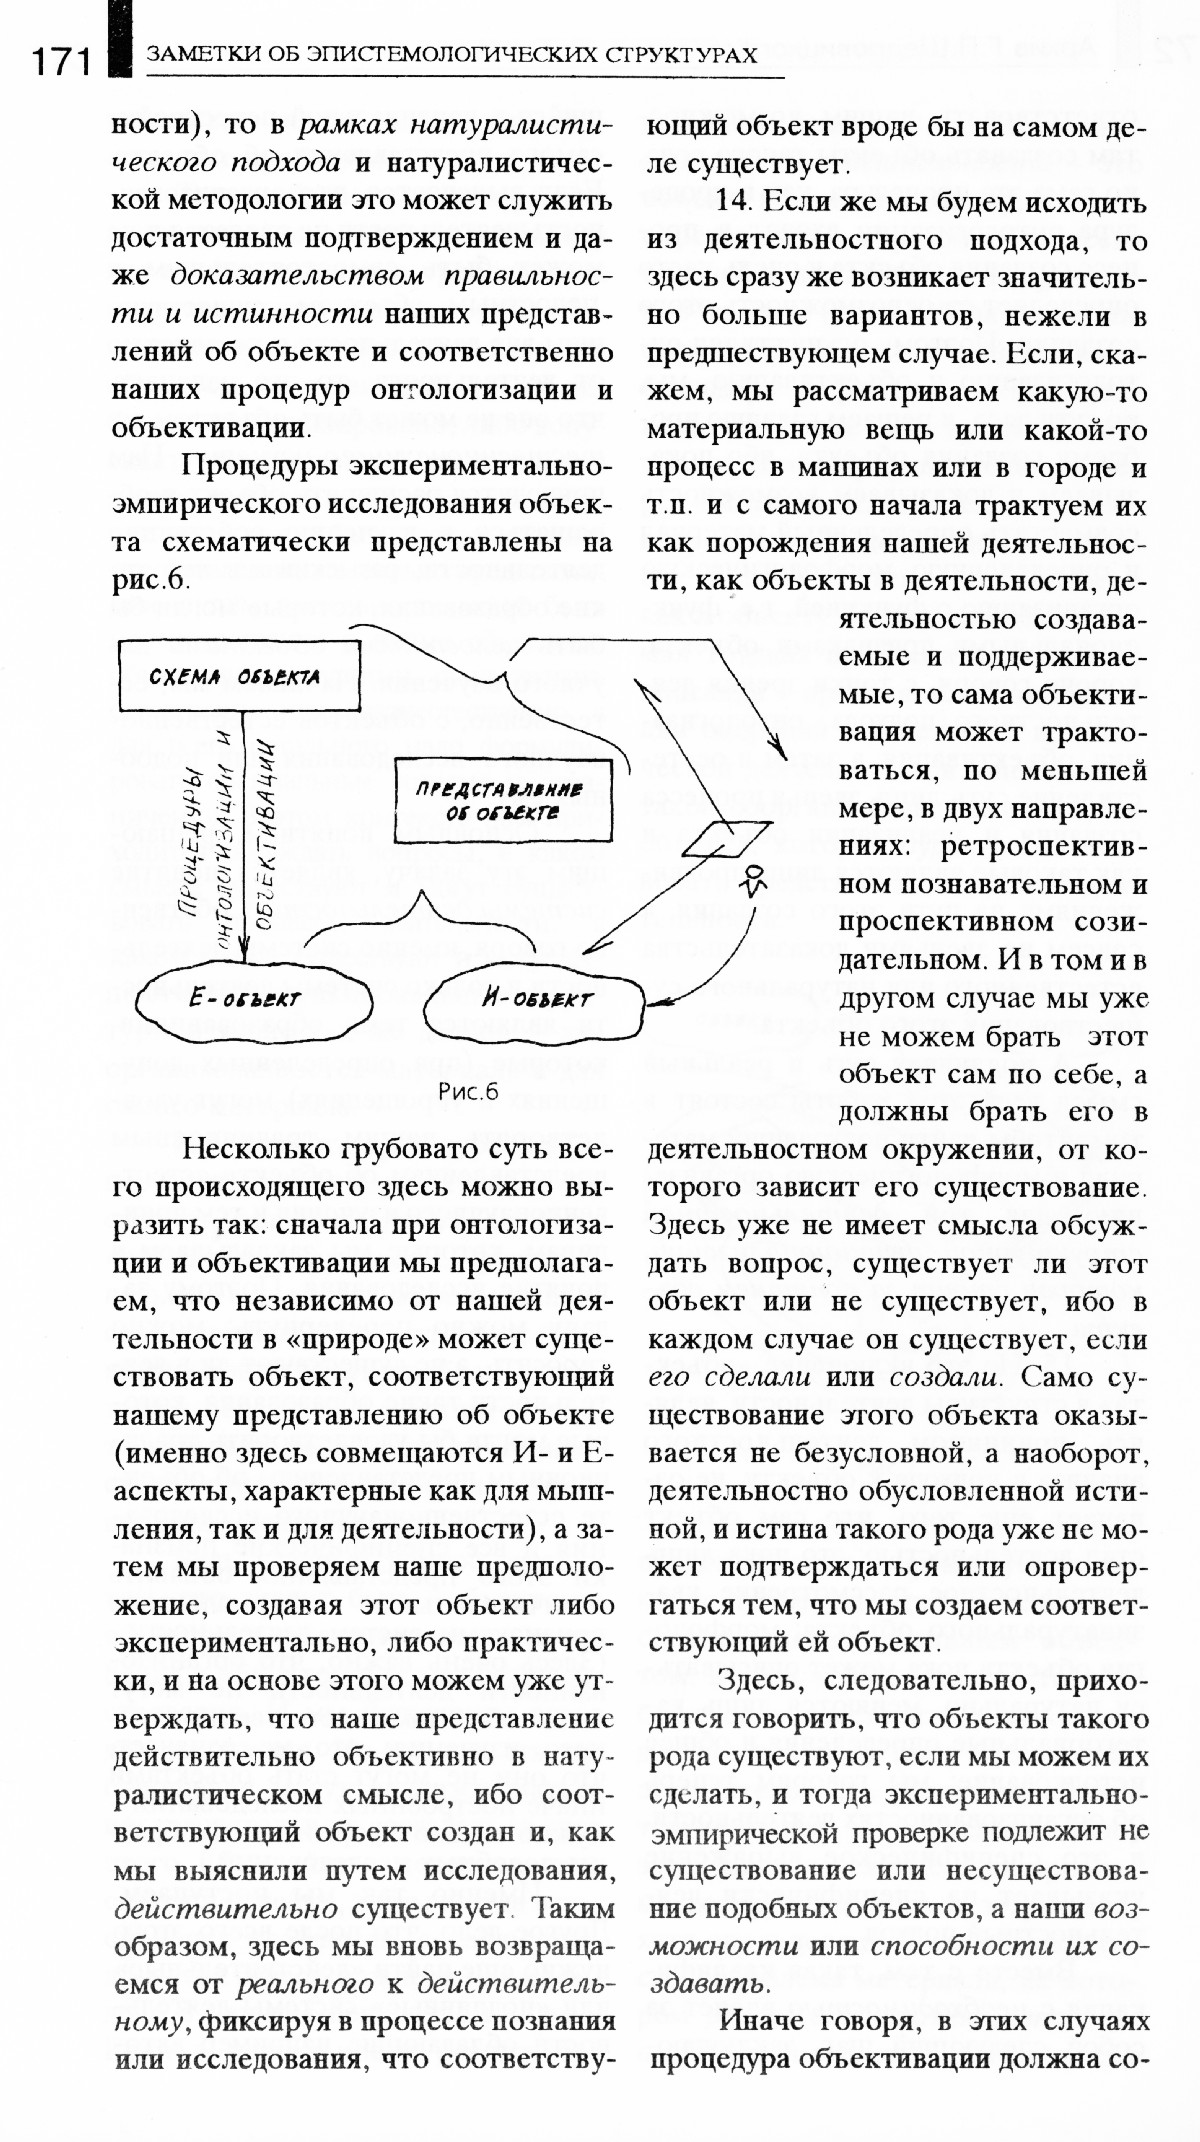 171
ЗАМЕТКИ ОБ ЭПИСТЕМОЛОГИЧЕСКИХ СТРУКТУРАХ
ности), то в рамках натуралисти-
ческого подхода и натуралистичес-
кой методологии это может служить
достаточным подтверждением и да-
же доказательством правильнос-
ти и истинности наших представ-
лений об объекте и соответственно
наших процедур онтологизации и
объективации.
Процедуры экспериментально-
эмпирического исследования объек-
та схематически представлены на
рис.6.
СХЕМА ОБЪЕКТА
ПРОЦЕДУРЫ
ОНТОЛОГИЗАЦИИ И
ОБЪЕКТИВАЦИИ
ПРЕДСТАВЛЕНИЕ
ОБ ОБЪЕКТЕ
Е-ОБЪЕКТ
И-ОБЪЕКТ
Рис.6
Несколько грубовато суть все-
го происходящего здесь можно вы-
разить так: сначала при онтологиза-
ции и объективации мы предполага-
ем, что независимо от нашей дея-
тельности в «природе» может суще-
ствовать объект, соответствующий
нашему представлению об объекте
(именно здесь совмещаются И- и Е-
аспекты, характерные как для мыш-
ления, так и для деятельности), а за-
тем мы проверяем наше предполо-
жение, создавая этот объект либо
экспериментально, либо практичес-
ки, и на основе этого можем уже ут-
верждать, что наше представление
действительно объективно в нату-
ралистическом смысле, ибо соот-
ветствующий объект создан и, как
мы выяснили путем исследования,
действительно существует. Таким
образом, здесь мы вновь возвраща-
емся от реального к действитель-
ному, фиксируя в процессе познания
или исследования, что соответству-
ющий объект вроде бы на самом де-
ле существует.
14. Если же мы будем исходить
из деятельностного подхода, то
здесь сразу же возникает значитель-
но больше вариантов, нежели в
предшествующем случае. Если, ска-
жем, мы рассматриваем какую-то
материальную вещь или какой-то
процесс в машинах или в городе и
т.п. и с самого начала трактуем их
как порождения нашей деятельнос-
ти, как объекты в деятельности, де-
ятельностью создава-
емые и поддерживае-
мые, то сама объекти-
вация может тракто-
ваться, по меньшей
мере, в двух направле-
ниях: ретроспектив-
ном познавательном и
проспективном сози-
дательном. И в том и в
другом случае мы уже
не можем брать этот
объект сам по себе, а
должны брать его в
деятельностном окружении, от ко-
торого зависит его существование.
Здесь уже не имеет смысла обсуж-
дать вопрос, существует ли этот
объект или не существует, ибо в
каждом случае он существует, если
его сделали или создали. Само су-
ществование этого объекта оказы-
вается не безусловной, а наоборот,
деятельностно обусловленной исти-
ной, и истина такого рода уже не мо-
жет подтверждаться или опровер-
гаться тем, что мы создаем соответ-
ствующий ей объект.
Здесь, следовательно, прихо-
дится говорить, что объекты такого
рода существуют, если мы можем их
сделать, и тогда экспериментально-
эмпирической проверке подлежит не
существование или несуществова-
ние подобных объектов, а наши воз-
можности или способности их со-
здавать.
Иначе говоря, в этих случаях
процедура объективации должна со-